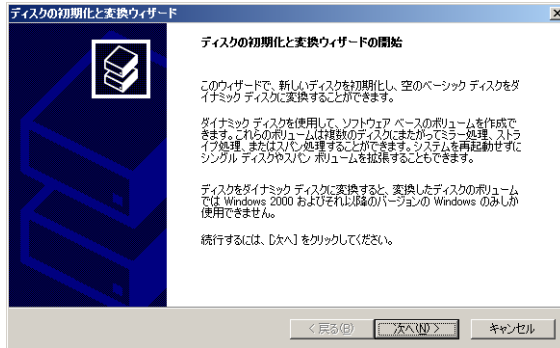 ディスクの初期化と変換ウィザード
ディスクの初期化と変換ウィザードの開始
このウィザードで、新しいディスクを初期化し、空のベーシック ディスクをダ
イナミック ディスクに変換することができます。
ダイナミック ディスクを使用して、ソフトウェア ベースのボリュームを作成で
きます。これらのボリュームは複数のディスクにまたがってミラー処理、ストラ
イプ処理、またはスパン処理することができます。システムを再起動せずに
シングル ディスクやスパン ボリュームを拡張することもできます。
ディスクをダイナミック ディスクに変換すると、変換したディスクのボリューム
では Windows 2000 およびそれ以降のバージョンの Windows のみしか
使用できません。
続行するには、[次へ] をクリックしてください。
< 戻る(B)
次へ(N) >
キャンセル